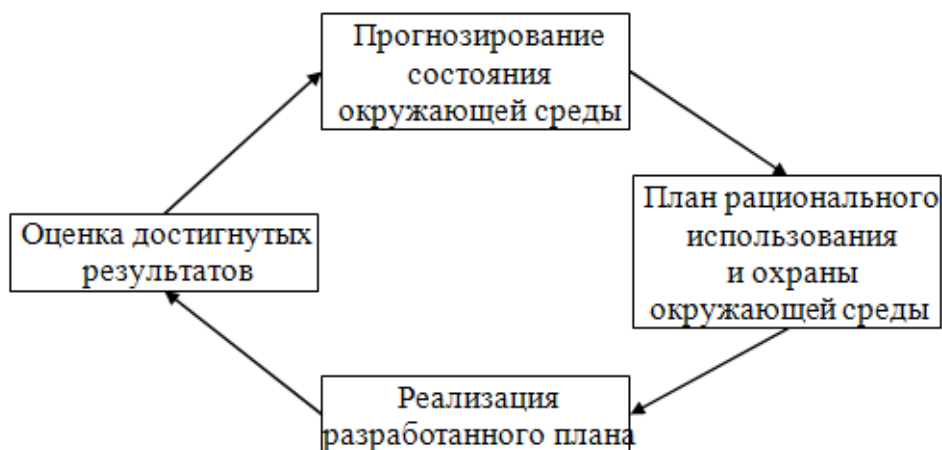 Прогнозирование
состояния
окружающей среды
План рационального
использования
и охраны
окружающей среды
Оценка достигнутых
результатов
Реализация
разработанного плана